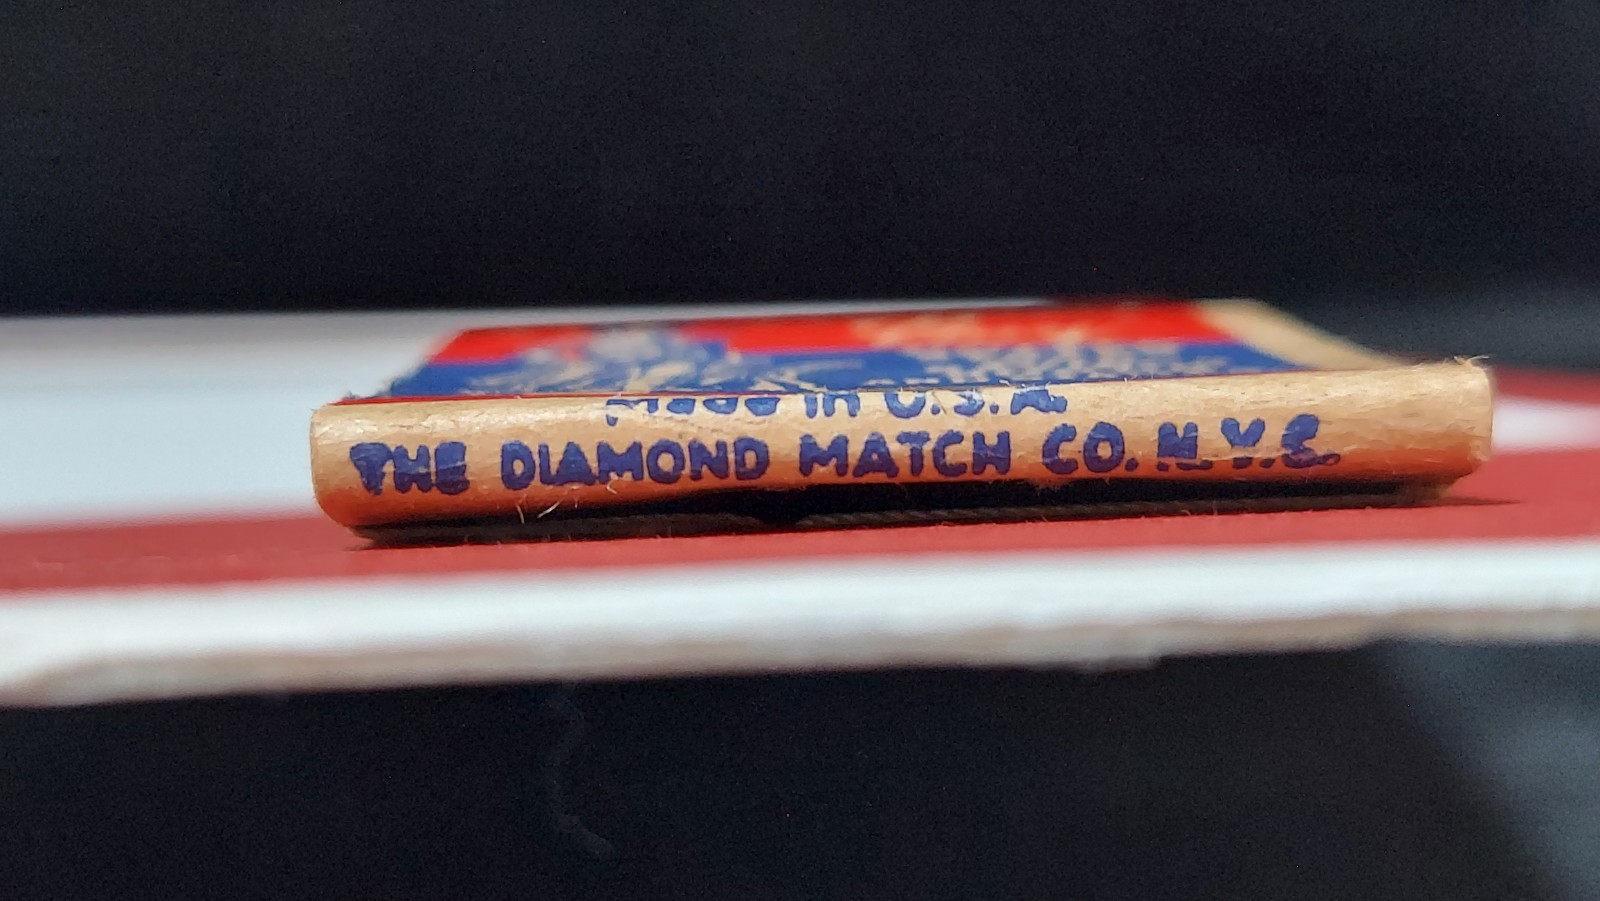 Made in U.S.A.
THE DIAMOND MATCH CO. N.Y.C.